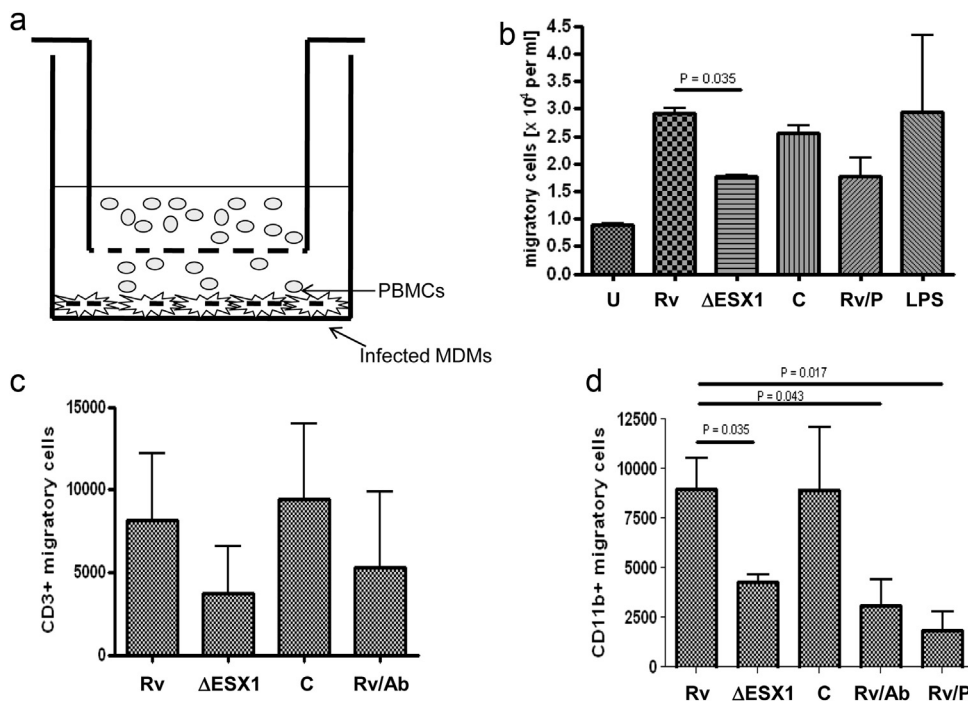 a
PBMCs
Infected MDMs
b
migratory cells [x 10⁴ per ml]
4.5
4.0
3.5
3.0
2.5
2.0
1.5
1.0
0.5
0.0
P = 0.035
U Rv ΔESX1 C Rv/P LPS
c
CD3+ migratory cells
15000
10000
5000
0
Rv ΔESX1 C Rv/Ab
d
P = 0.017
P = 0.043
P = 0.035
CD11b+ migratory cells
12500
10000
7500
5000
2500
0
Rv ΔESX1 C Rv/Ab Rv/P